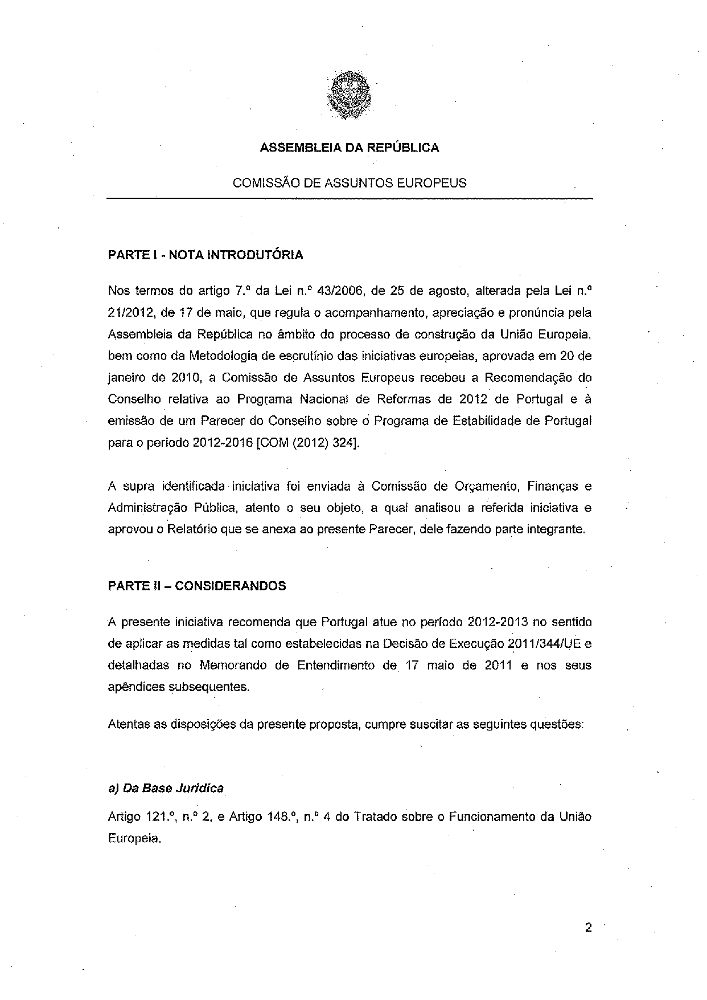 ASSEMBLEIA DA REPÚBLICA
COMISSÃO DE ASSUNTOS EUROPEUS
PARTE I - NOTA INTRODUTÓRIA
Nos termos do artigo 7.º da Lei n.º 43/2006, de 25 de agosto, alterada pela Lei n.º
21/2012, de 17 de maio, que regula o acompanhamento, apreciação e pronúncia pela
Assembleia da República no âmbito do processo de construção da União Europeia,
bem como da Metodologia de escrutínio das iniciativas europeias, aprovada em 20 de
janeiro de 2010, a Comissão de Assuntos Europeus recebeu a Recomendação do
Conselho relativa ao Programa Nacional de Reformas de 2012 de Portugal e à
emissão de um Parecer do Conselho sobre o Programa de Estabilidade de Portugal
para o período 2012-2016 [COM (2012) 324].
A supra identificada iniciativa foi enviada à Comissão de Orçamento, Finanças e
Administração Pública, atento o seu objeto, a qual analisou a referida iniciativa e
aprovou o Relatório que se anexa ao presente Parecer, dele fazendo parte integrante.
PARTE II – CONSIDERANDOS
A presente iniciativa recomenda que Portugal atue no período 2012-2013 no sentido
de aplicar as medidas tal como estabelecidas na Decisão de Execução 2011/344/UE e
detalhadas no Memorando de Entendimento de 17 maio de 2011 e nos seus
apêndices subsequentes.
Atentas as disposições da presente proposta, cumpre suscitar as seguintes questões:
a) Da Base Jurídica
Artigo 121.º, n.º 2, e Artigo 148.º, n.º 4 do Tratado sobre o Funcionamento da União
Europeia.
2